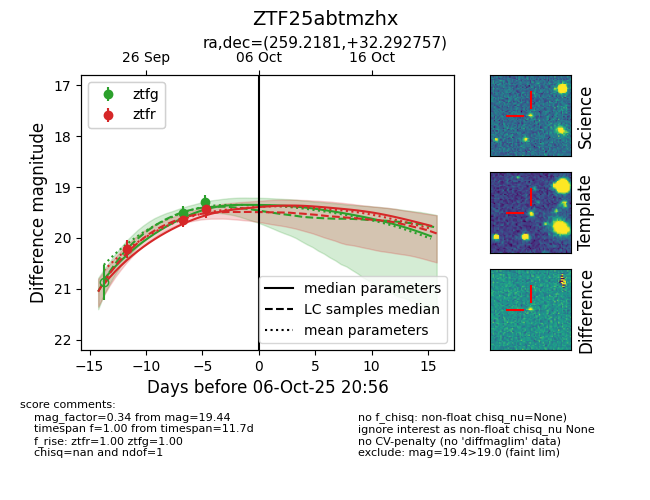 ZTF25abtmzhx
ra,dec=(259.2181,+32.292757)
26 Sep
06 Oct
16 Oct
ztfg
ztfr
17
18
19
20
21
22
Difference magnitude
median parameters
LC samples median
mean parameters
−15
−10
−5
0
5
10
15
Days before 06-Oct-25 20:56
Science
Template
Difference
score comments:
mag_factor=0.34 from mag=19.44
timespan f=1.00 from timespan=11.7d
f_rise: ztfr=1.00 ztfg=1.00
chisq=nan and ndof=1
no f_chisq: non-float chisq_nu=None)
ignore interest as non-float chisq_nu None
no CV-penalty (no 'diffmaglim' data)
exclude: mag=19.4>19.0 (faint lim)